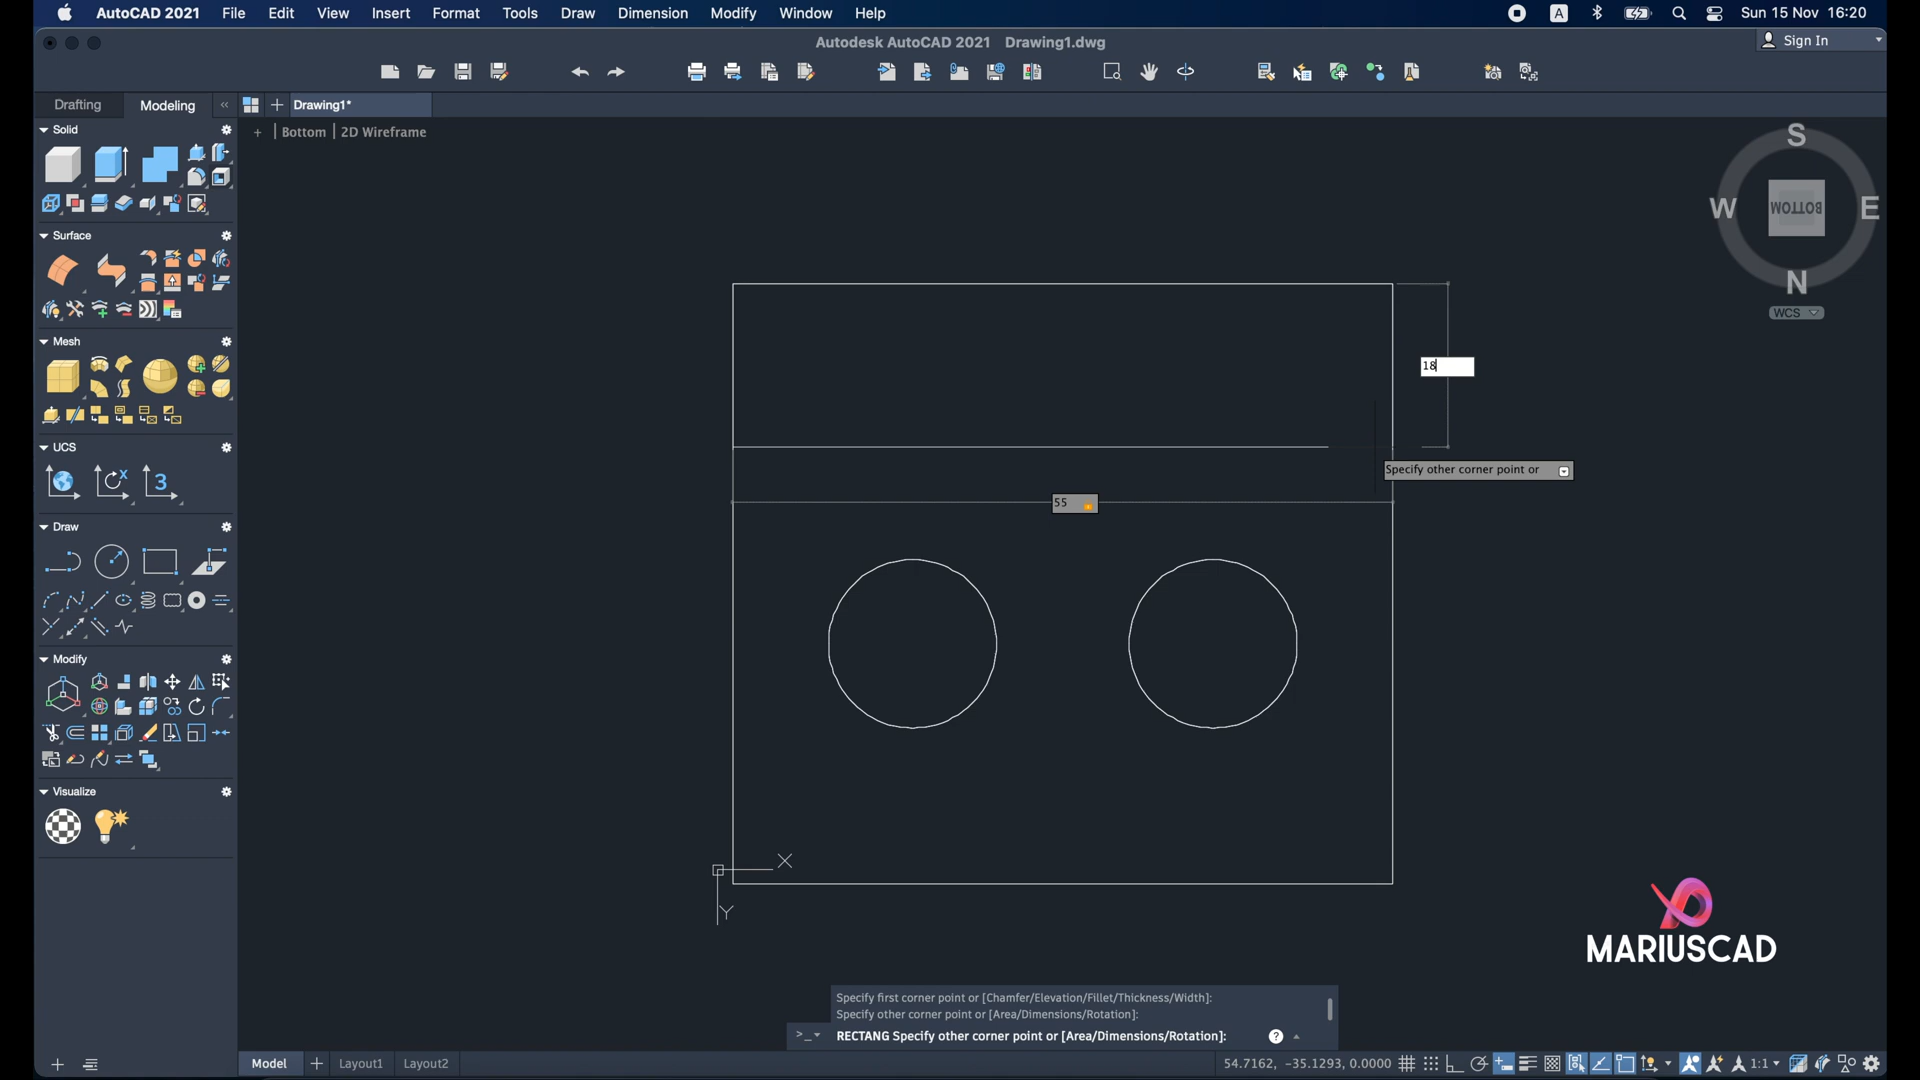 AutoCAD 2021 File Edit View Insert Format Tools Draw Dimension Modify Window Help
A Sun 15 Nov 16:20
Autodesk AutoCAD 2021 Drawing1.dwg
Sign In
Drafting Modeling Drawing1*
Solid
Bottom 2D Wireframe
S
W BOTTOM E
N
WCS
Surface
Mesh
UCS
X
3
Draw
Modify
Visualize
18
Specify other corner point or
55
X
Y
MARIUSCAD
Specify first corner point or [Chamfer/Elevation/Fillet/Thickness/Width]:
Specify other corner point or [Area/Dimensions/Rotation]:
>_ RECTANG Specify other corner point or [Area/Dimensions/Rotation]: ?
Model Layout1 Layout2
54.7162, -35.1293, 0.0000 1:1